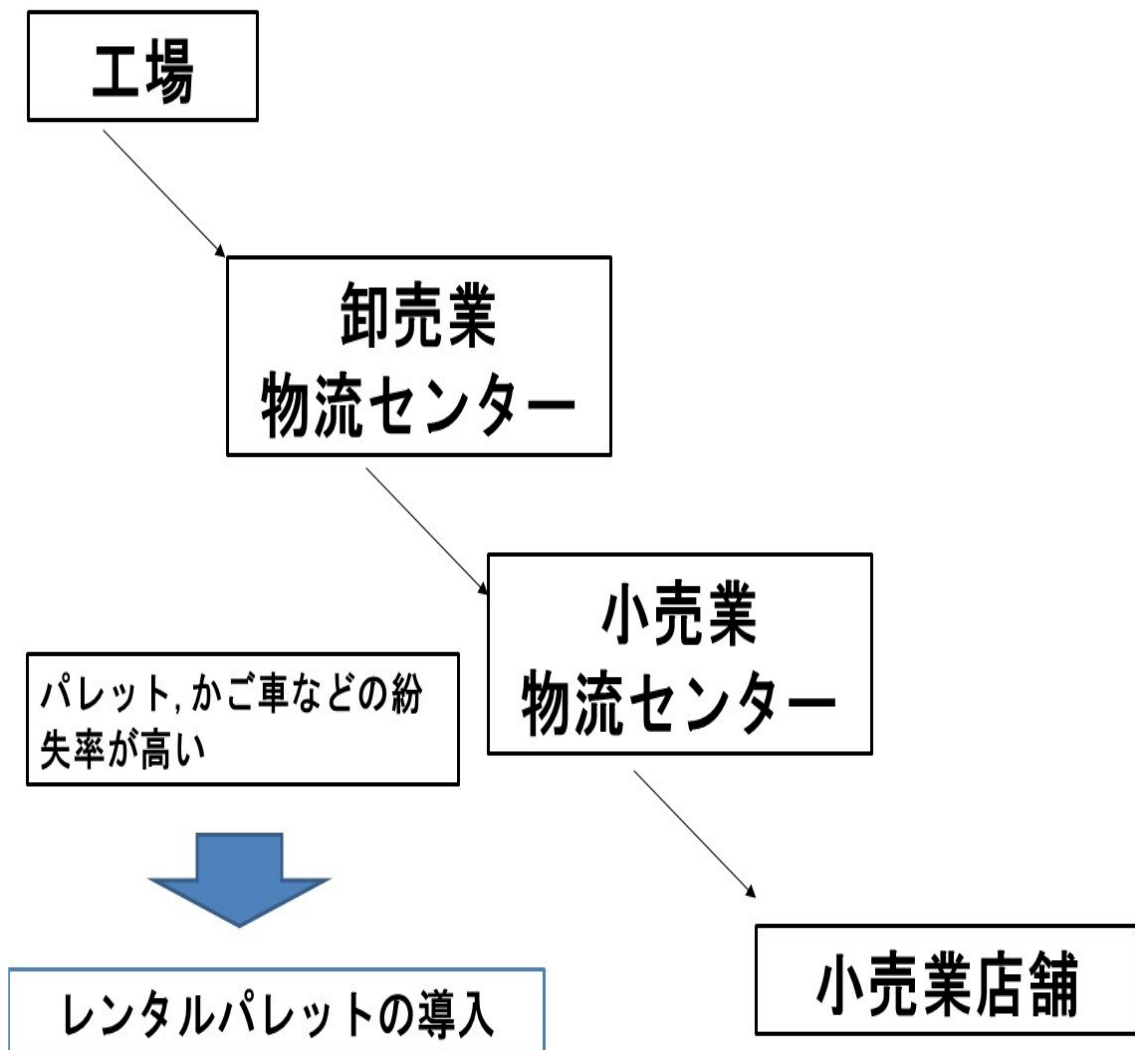 工場
卸売業
物流センター
小売業
物流センター
パレット,かご車などの紛
失率が高い
小売業店舗
レンタルパレットの導入